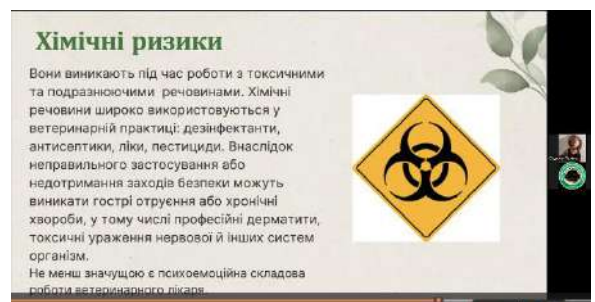 Хімічні ризики
Вони виникають під час роботи з токсичними
та подразнюючими речовинами. Хімічні
речовини широко використовуються у
ветеринарній практиці: дезінфектанти,
антисептики, ліки, пестициди. Внаслідок
неправильного застосування або
недотримання заходів безпеки можуть
виникати гострі отруєння або хронічні
хвороби, у тому числі професійні дерматити,
токсичні ураження нервової й інших систем
організм.
Не менш значущою є психоемоційна складова
роботи ветеринарного лікаря.